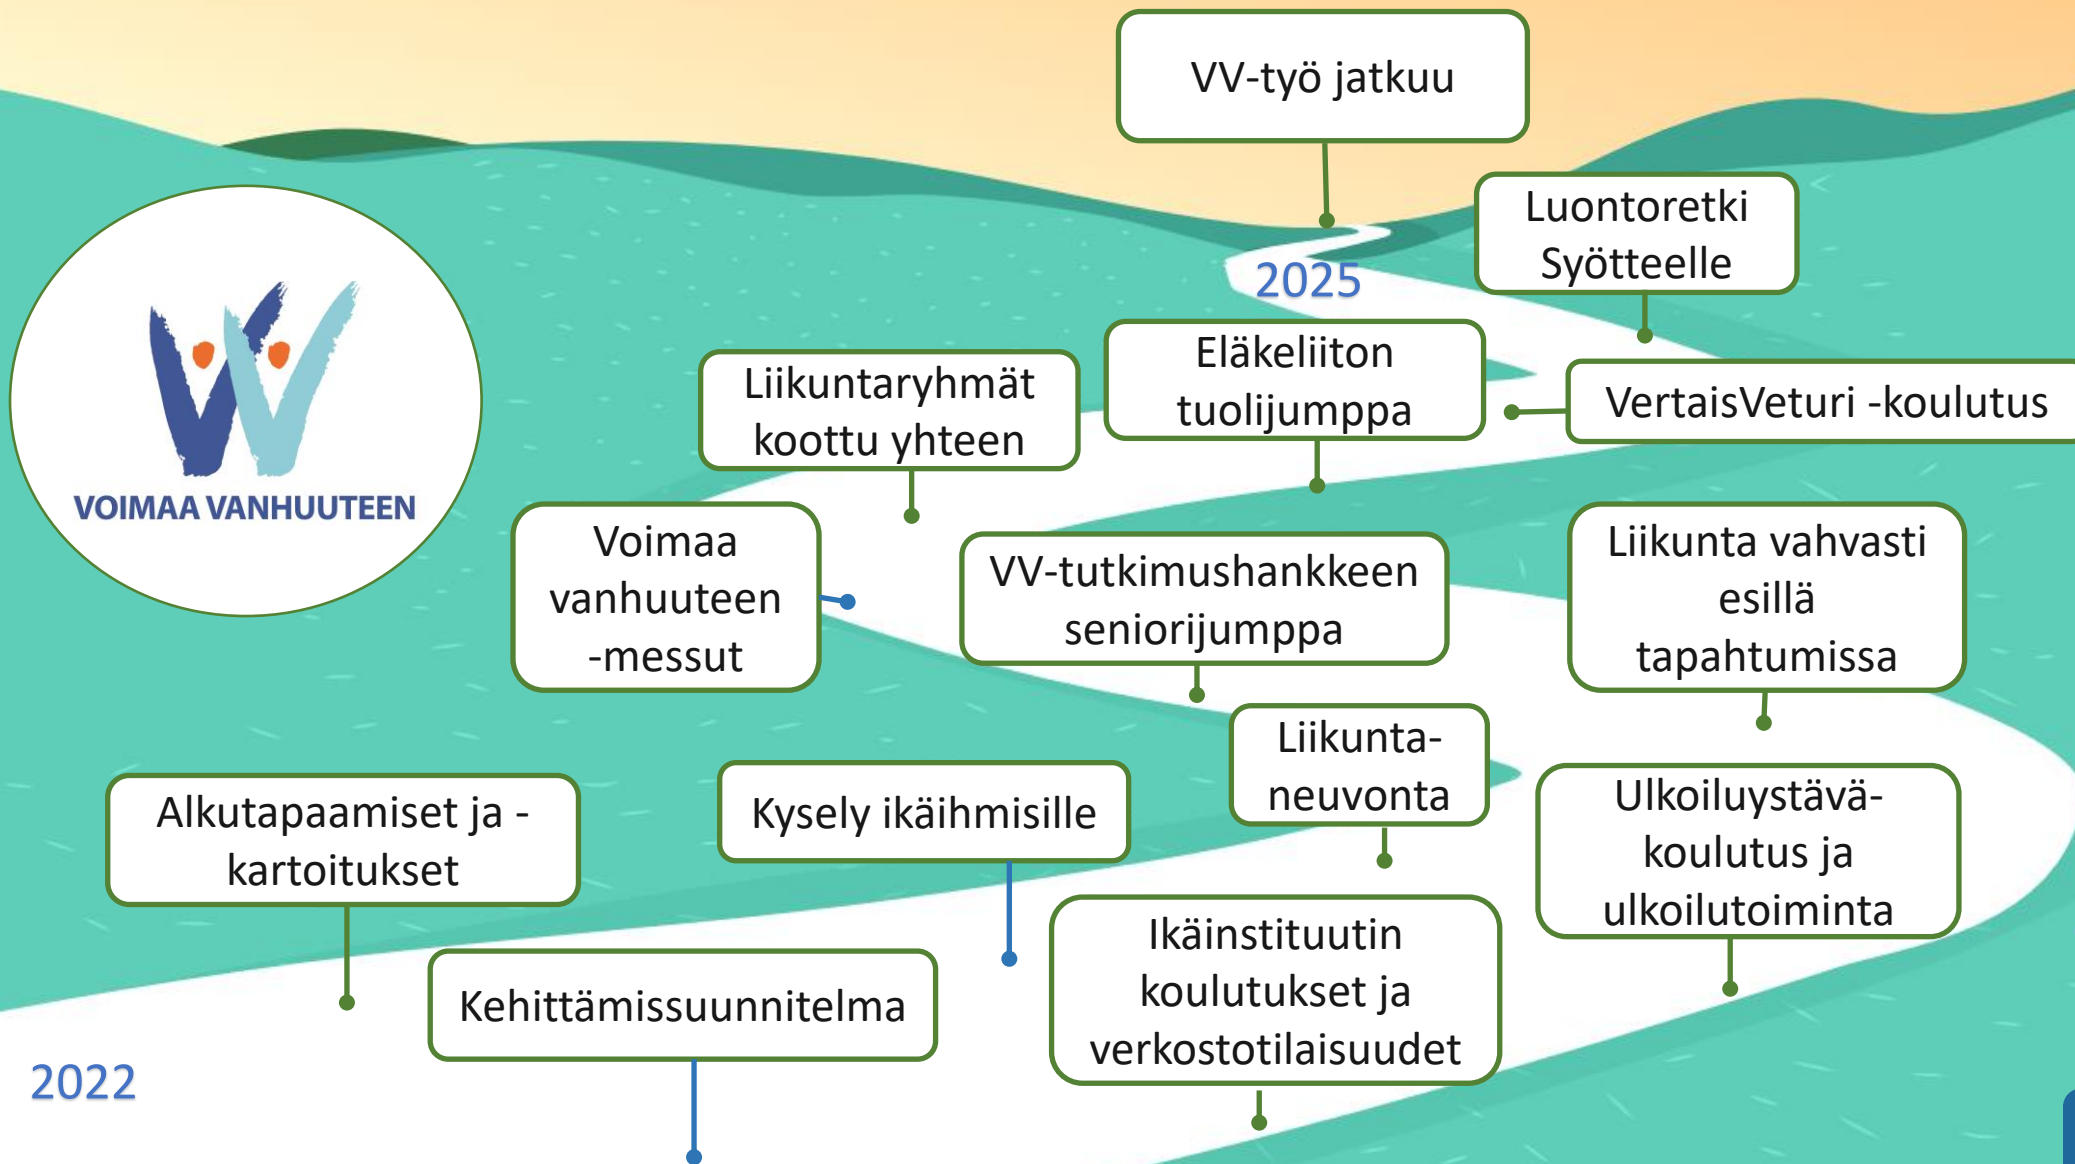 VV-työ jatkuu
Luontoretki
Syötteelle
2025
Eläkeliiton
tuolijumppa
VertaisVeturi -koulutus
Liikuntaryhmät
koottu yhteen
VOIMAA VANHUUTEEN
Voimaa
vanhuuteen
-messut
VV-tutkimushankkeen
seniorijumppa
Liikunta vahvasti
esillä
tapahtumissa
Liikunta-
neuvonta
Alkutapaamiset ja -
kartoitukset
Kysely ikäihmisille
Ulkoiluystävä-
koulutus ja
ulkoilutoiminta
Kehittämissuunnitelma
Ikäinstituutin
koulutukset ja
verkostotilaisuudet
2022